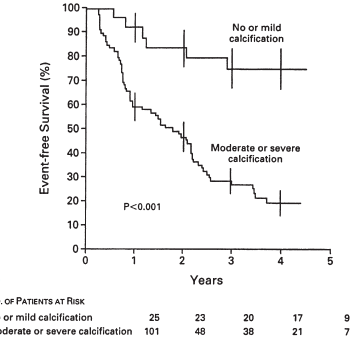 100
90
80
70
60
50
40
30
20
10
0
Event-free Survival (%)
No or mild
calcification
Moderate or severe
calcification
P<0.001
0 1 2 3 4 5
Years
. OF PATIENTS AT RISK
or mild calcification 25 23 20 17 9
oderate or severe calcification 101 48 38 21 7